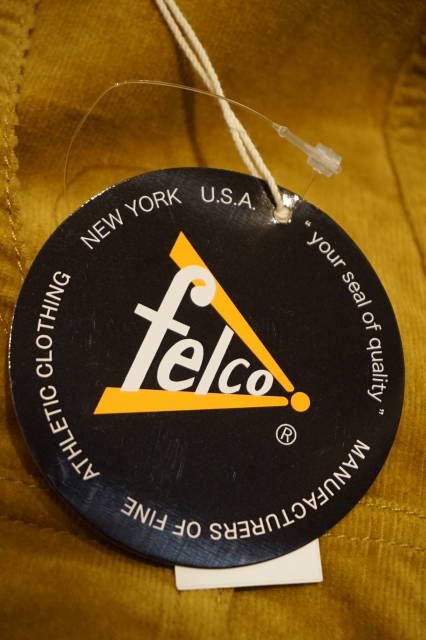 NEW YORK U.S.A.
"your seal of quality"
felco
®
MANUFACTURERS OF FINE
ATHLETIC CLOTHING